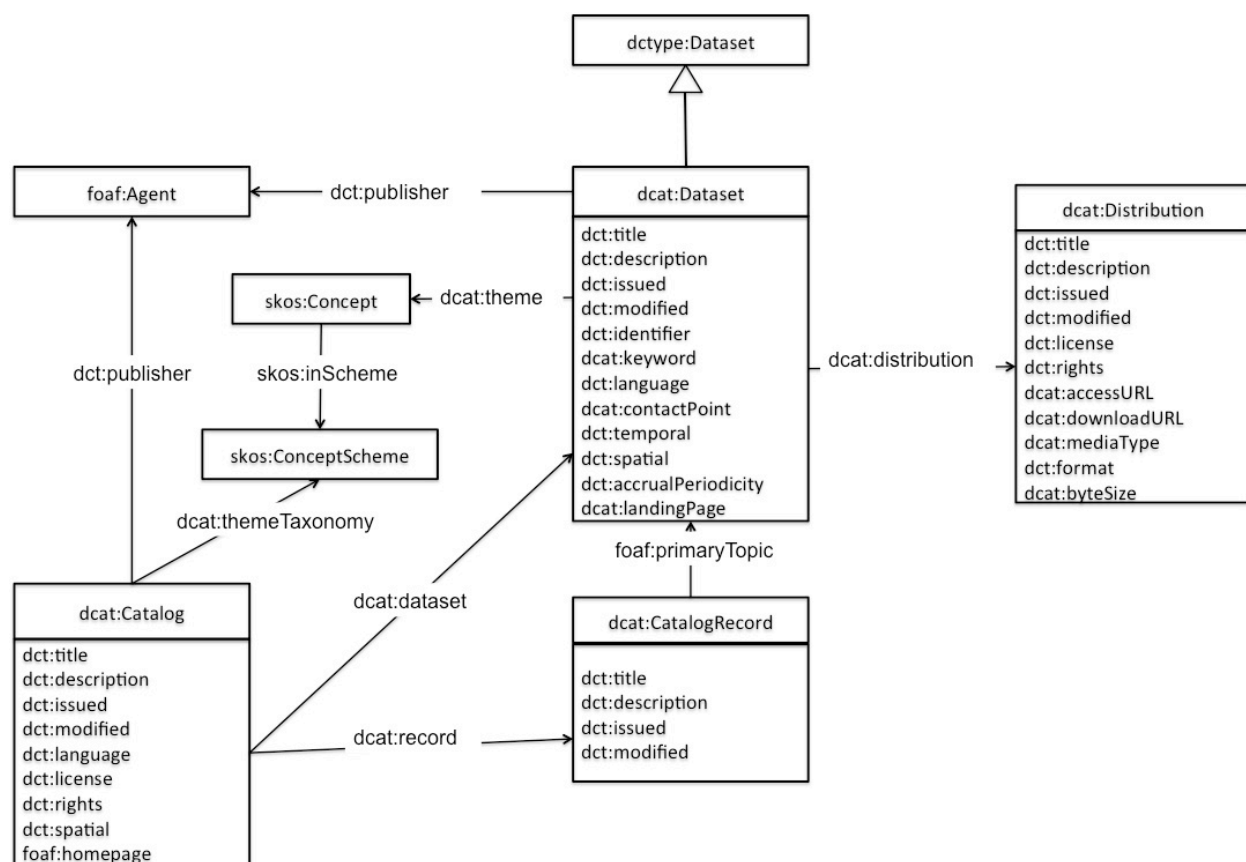 dctype:Dataset
foaf:Agent
dct:publisher
dcat:Dataset
dct:title
dct:description
dct:issued
dct:modified
dct:identifier
dcat:keyword
dct:language
dcat:contactPoint
dct:temporal
dct:spatial
dct:accrualPeriodicity
dcat:landingPage
dcat:Distribution
dct:title
dct:description
dct:issued
dct:modified
dct:license
dct:rights
dcat:accessURL
dcat:downloadURL
dcat:mediaType
dct:format
dcat:byteSize
skos:Concept
dcat:theme
dct:publisher
skos:inScheme
dcat:distribution
skos:ConceptScheme
dcat:themeTaxonomy
foaf:primaryTopic
dcat:dataset
dcat:Catalog
dct:title
dct:description
dct:issued
dct:modified
dct:language
dct:license
dct:rights
dct:spatial
foaf:homepage
dcat:record
dcat:CatalogRecord
dct:title
dct:description
dct:issued
dct:modified